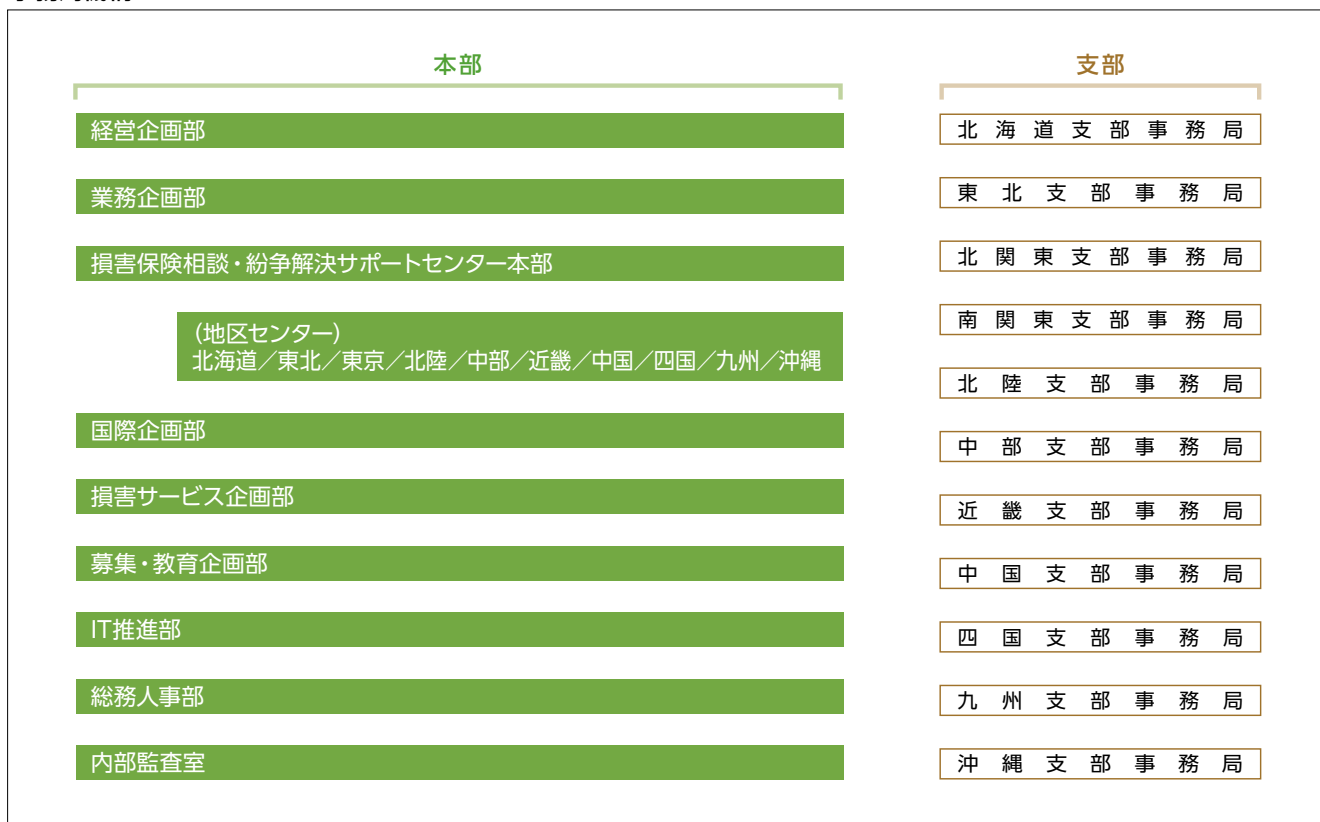 本部
経営企画部
業務企画部
損害保険相談・紛争解決サポートセンター本部
(地区センター)
北海道／東北／東京／北陸／中部／近畿／中国／四国／九州／沖縄
国際企画部
損害サービス企画部
募集・教育企画部
IT推進部
総務人事部
内部監査室
支部
北海道支部事務局
東北支部事務局
北関東支部事務局
南関東支部事務局
北陸支部事務局
中部支部事務局
近畿支部事務局
中国支部事務局
四国支部事務局
九州支部事務局
沖縄支部事務局